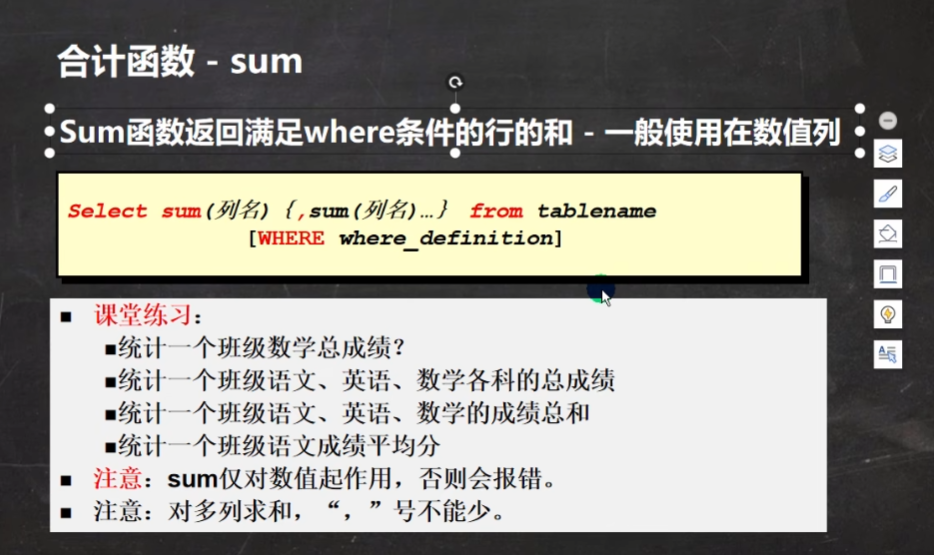 合计函数 - sum
Sum函数返回满足where条件的行的和 - 一般使用在数值列
Select sum(列名) {,sum(列名)…} from tablename
[WHERE where_definition]
■ 课堂练习：
■统计一个班级数学总成绩？
■统计一个班级语文、英语、数学各科的总成绩
■统计一个班级语文、英语、数学的成绩总和
■统计一个班级语文成绩平均分
■ 注意：sum仅对数值起作用，否则会报错。
■ 注意：对多列求和，“，”号不能少。